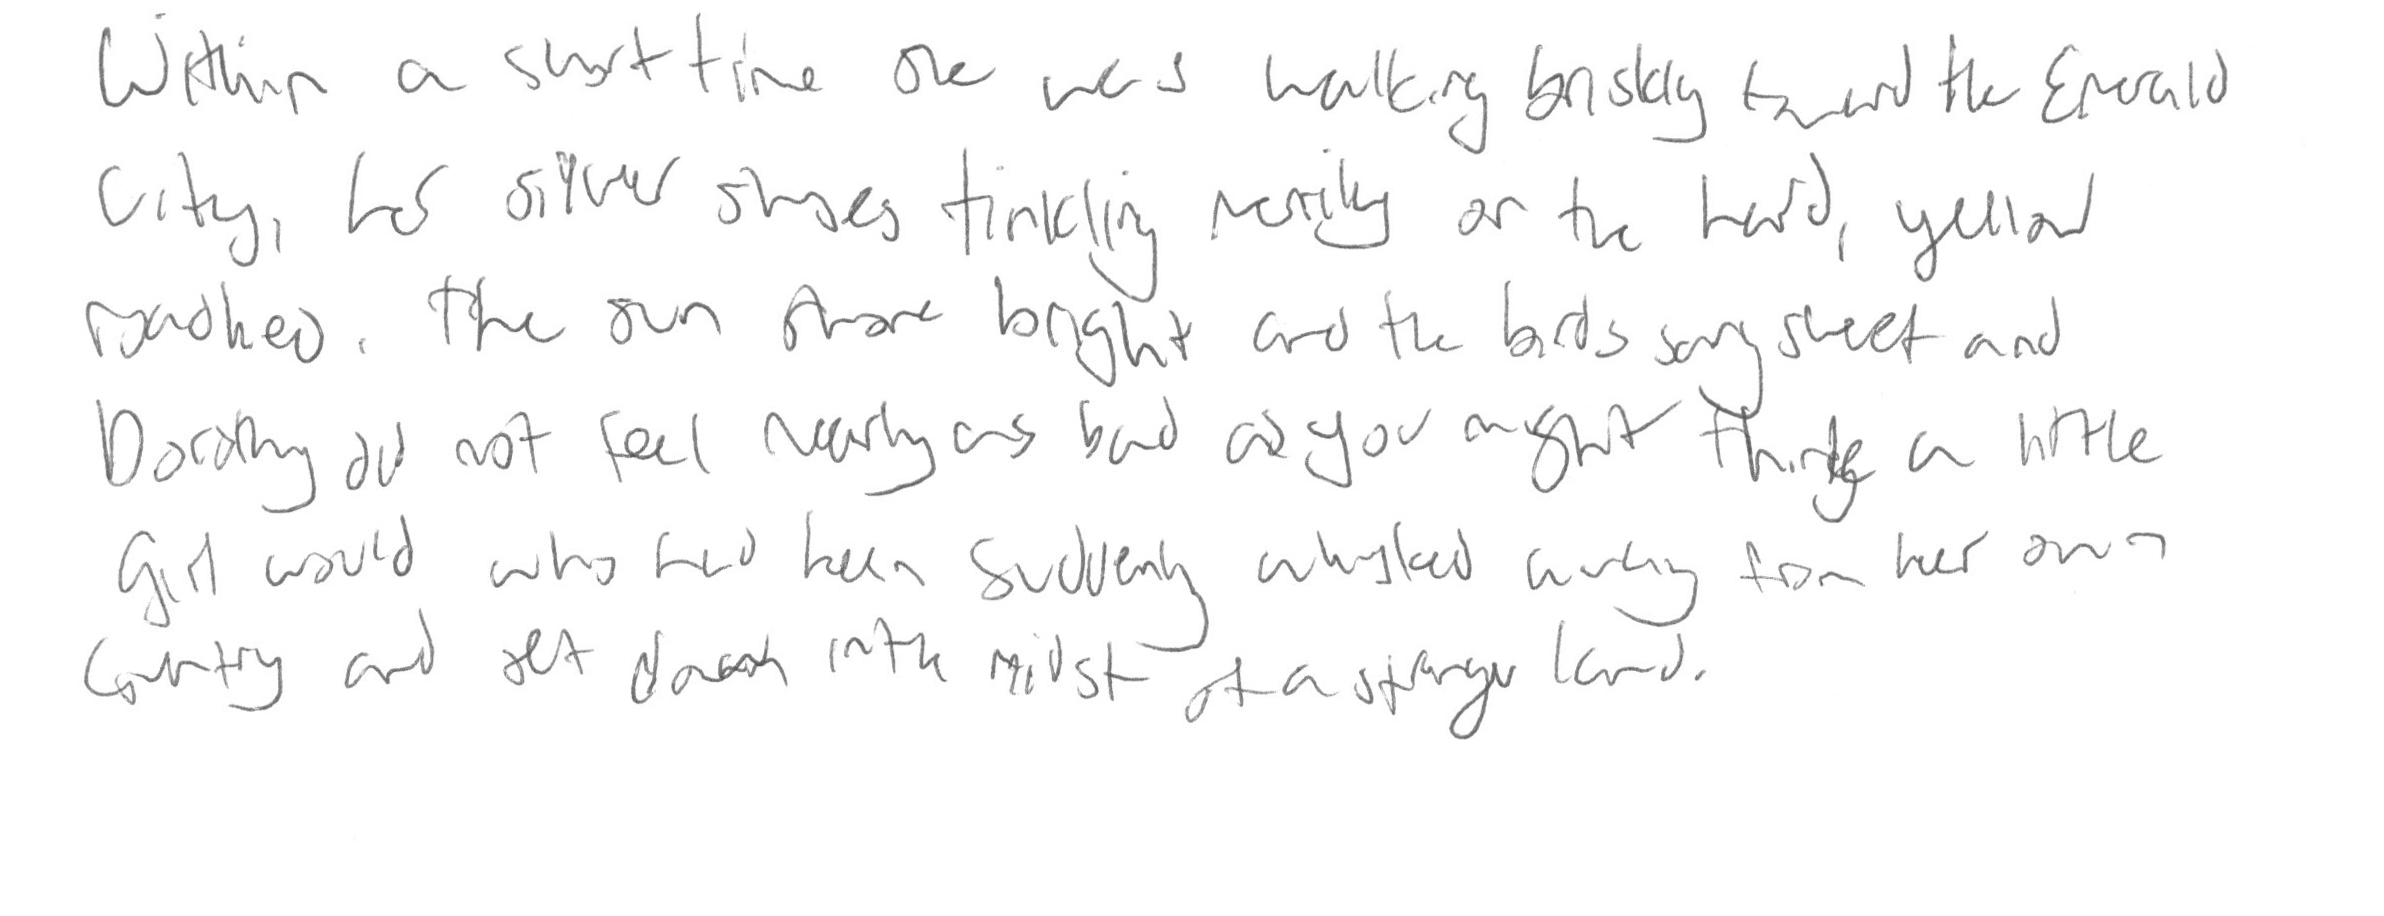 Within a short time she was walking briskly toward the Emerald
City, her silver shoes tinkling merrily on the hard, yellow
roadbed. The sun shone bright and the birds sang sweet and
Dorothy did not feel nearly as bad as you might think a little
girl would who had been suddenly whisked away from her own
country and set down in the midst of a strange land.